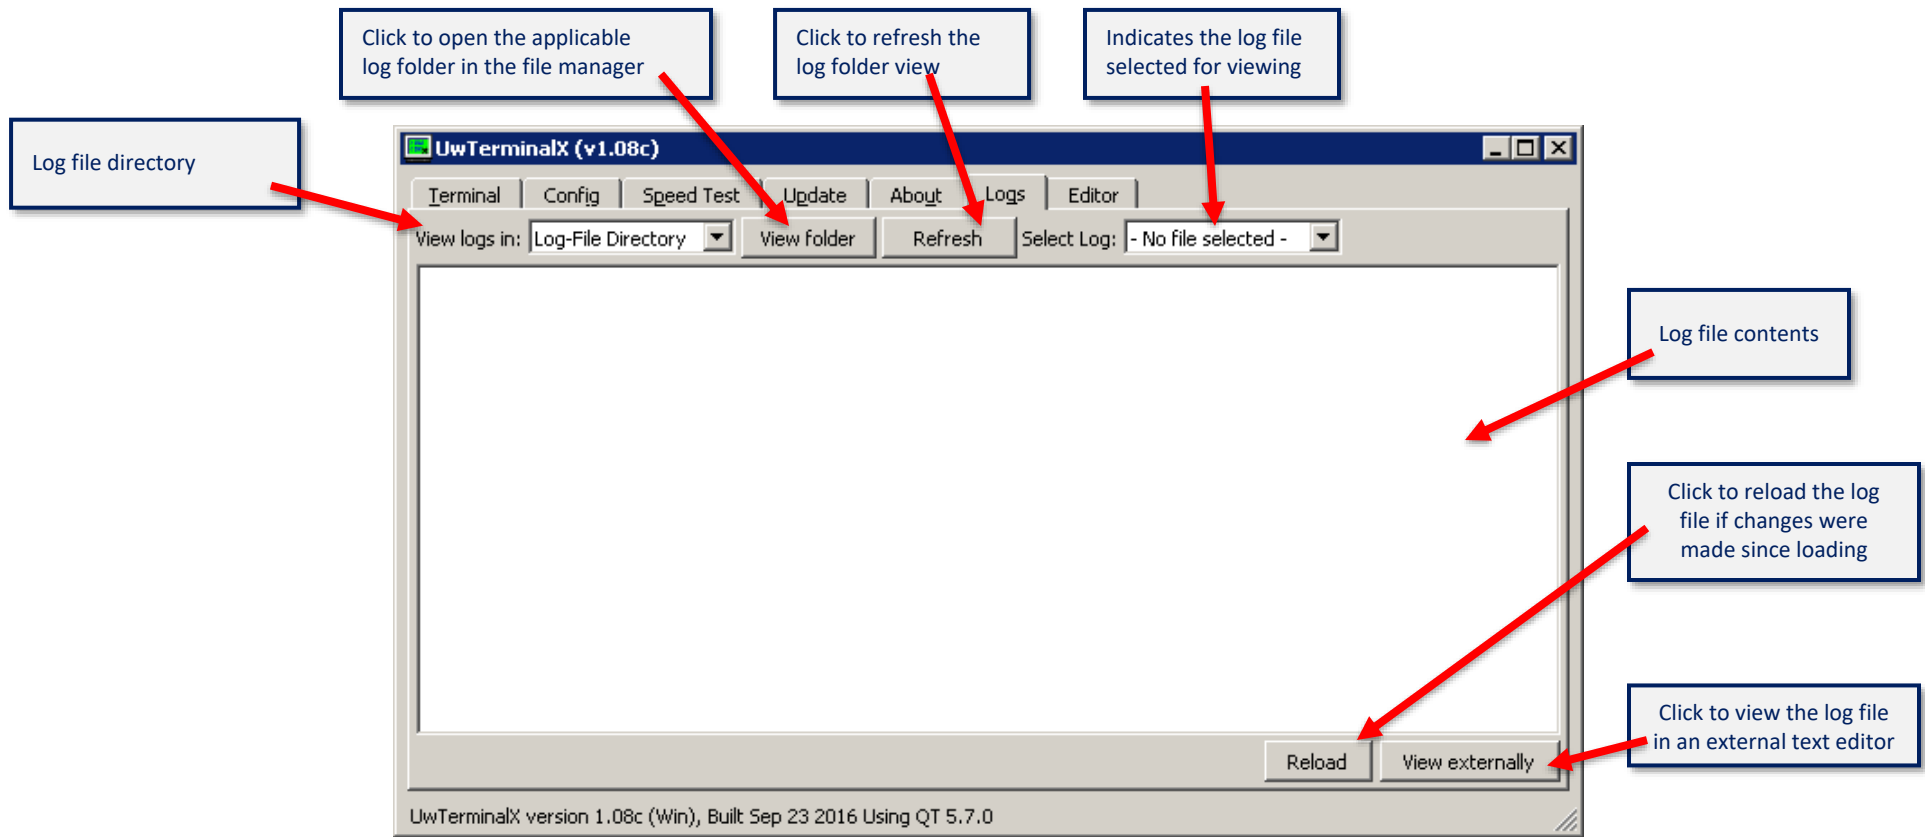 Click to open the applicable
log folder in the file manager
Click to refresh the
log folder view
Indicates the log file
selected for viewing
Log file directory
UwTerminalX (v1.08c)
Terminal Config Speed Test Update About Logs Editor
View logs in: Log-File Directory View folder Refresh Select Log: - No file selected -
Log file contents
Click to reload the log
file if changes were
made since loading
Click to view the log file
in an external text editor
Reload View externally
UwTerminalX version 1.08c (Win), Built Sep 23 2016 Using QT 5.7.0